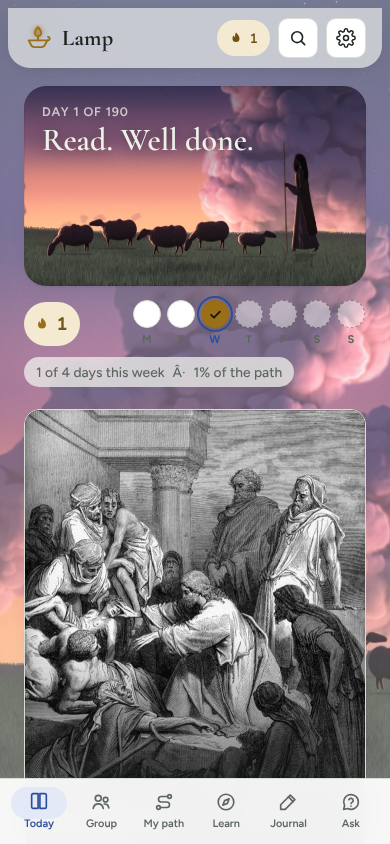 Lamp
1
DAY 1 OF 190
Read. Well done.
1
M W T F S S
1 of 4 days this week Â· 1% of the path
Today Group My path Learn Journal Ask